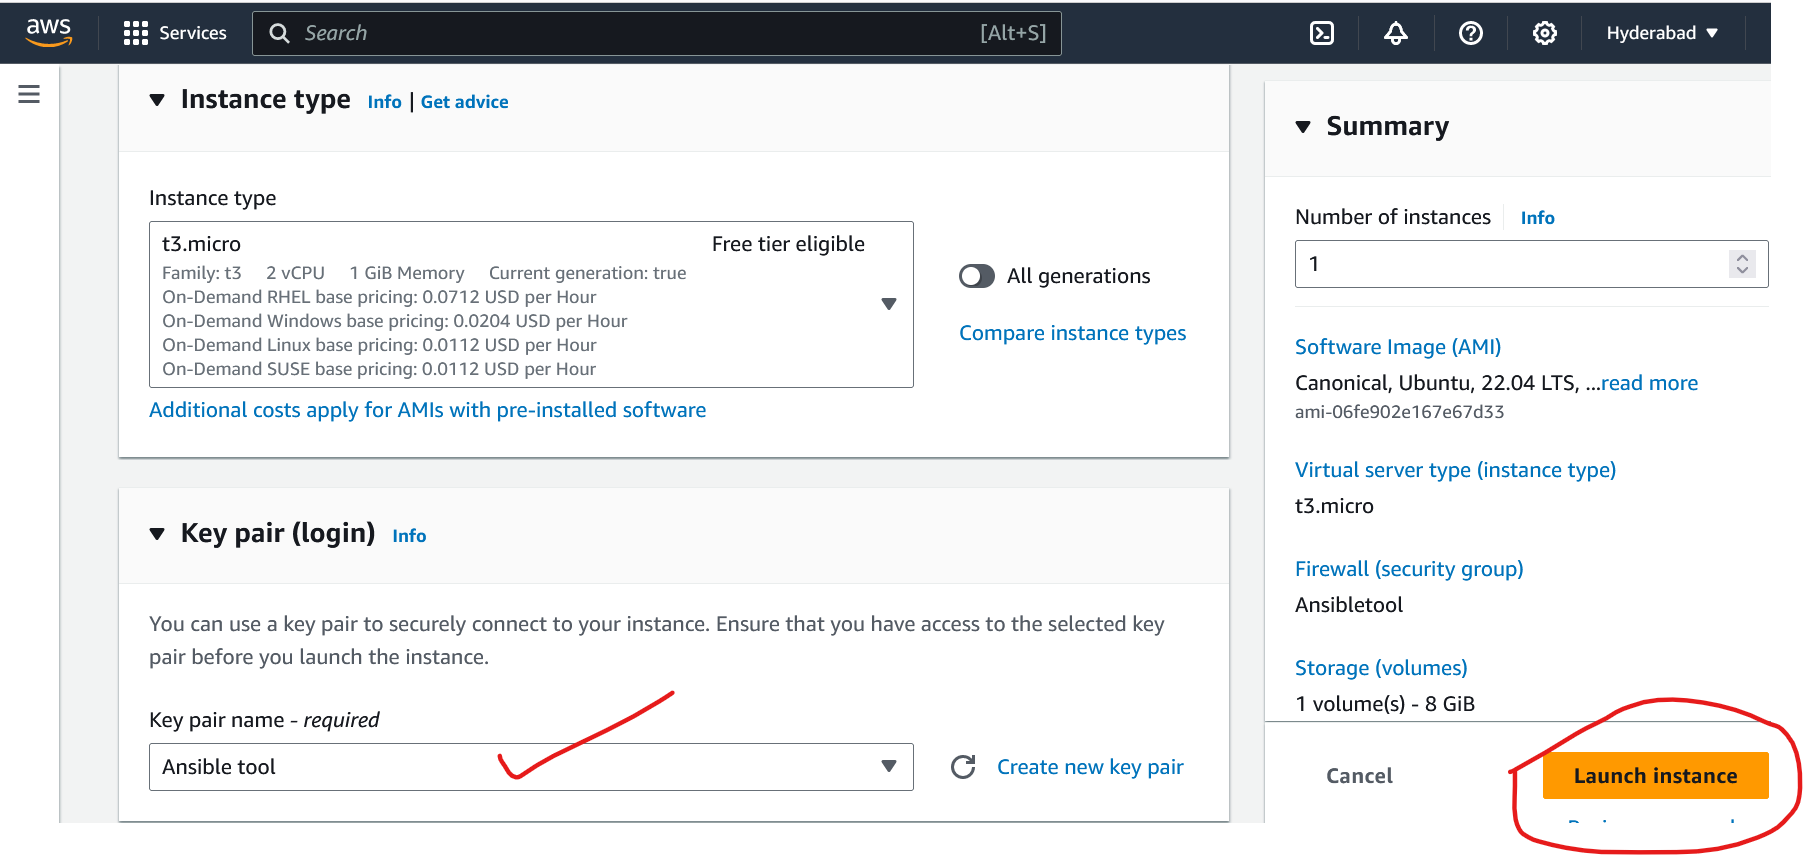 aws
Services
Search
[Alt+S]
Hyderabad
Instance type Info | Get advice
Instance type
t3.micro Free tier eligible
Family: t3 2 vCPU 1 GiB Memory Current generation: true
On-Demand RHEL base pricing: 0.0712 USD per Hour
On-Demand Windows base pricing: 0.0204 USD per Hour
On-Demand Linux base pricing: 0.0112 USD per Hour
On-Demand SUSE base pricing: 0.0112 USD per Hour
All generations
Compare instance types
Additional costs apply for AMIs with pre-installed software
Key pair (login) Info
You can use a key pair to securely connect to your instance. Ensure that you have access to the selected key
pair before you launch the instance.
Key pair name - required
Ansible tool
Create new key pair
Summary
Number of instances Info
1
Software Image (AMI)
Canonical, Ubuntu, 22.04 LTS, ...read more
ami-06fe902e167e67d33
Virtual server type (instance type)
t3.micro
Firewall (security group)
Ansibletool
Storage (volumes)
1 volume(s) - 8 GiB
Cancel
Launch instance